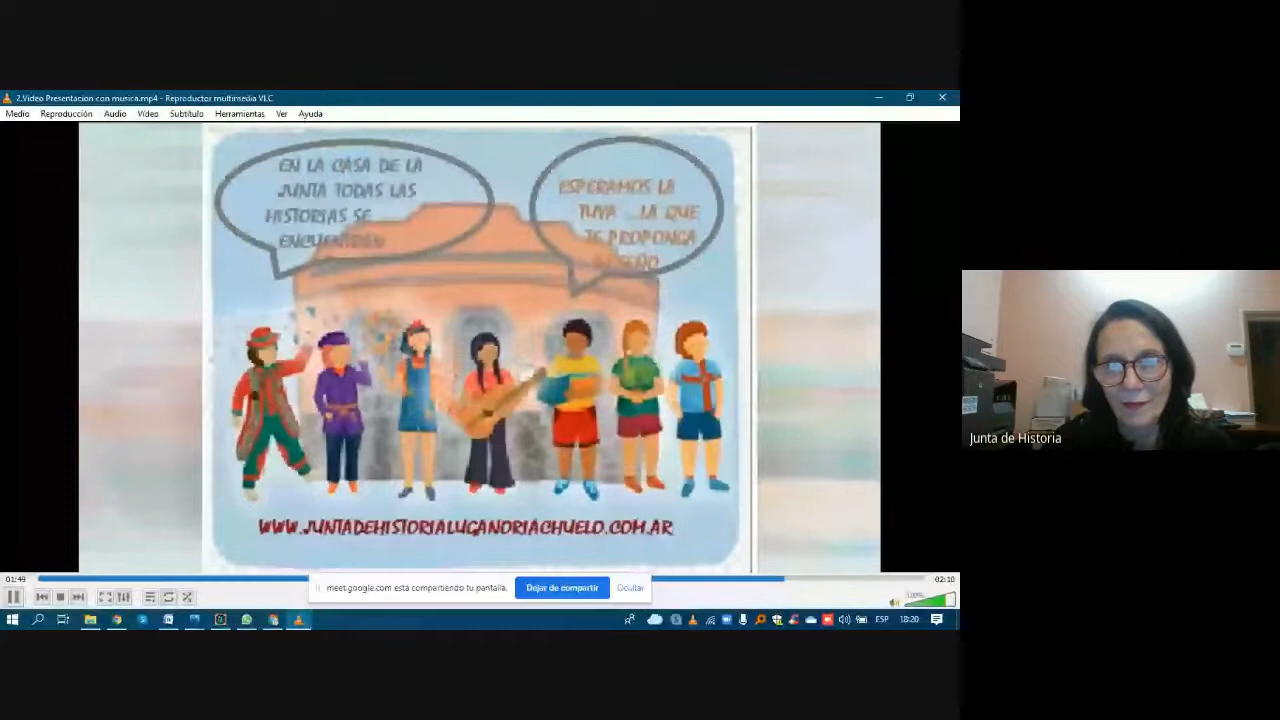 2.Video Presentacion con musica.mp4 - Reproductor multimedia VLC
Medio Reproducción Audio Vídeo Subtítulo Herramientas Ver Ayuda
EN LA CASA DE LA
JUNTA TODAS LAS
HISTORIAS SE
ENCUENTRAN
ESPERAMOS LA
TUYA ...LA QUE
TE PROPONGA
WWW.JUNTADEHISTORIALUGANORIACHUELO.COM.AR
Junta de Historia
01:49
02:10
meet.google.com está compartiendo tu pantalla.
Dejar de compartir
Ocultar
100%
ESP
18:20